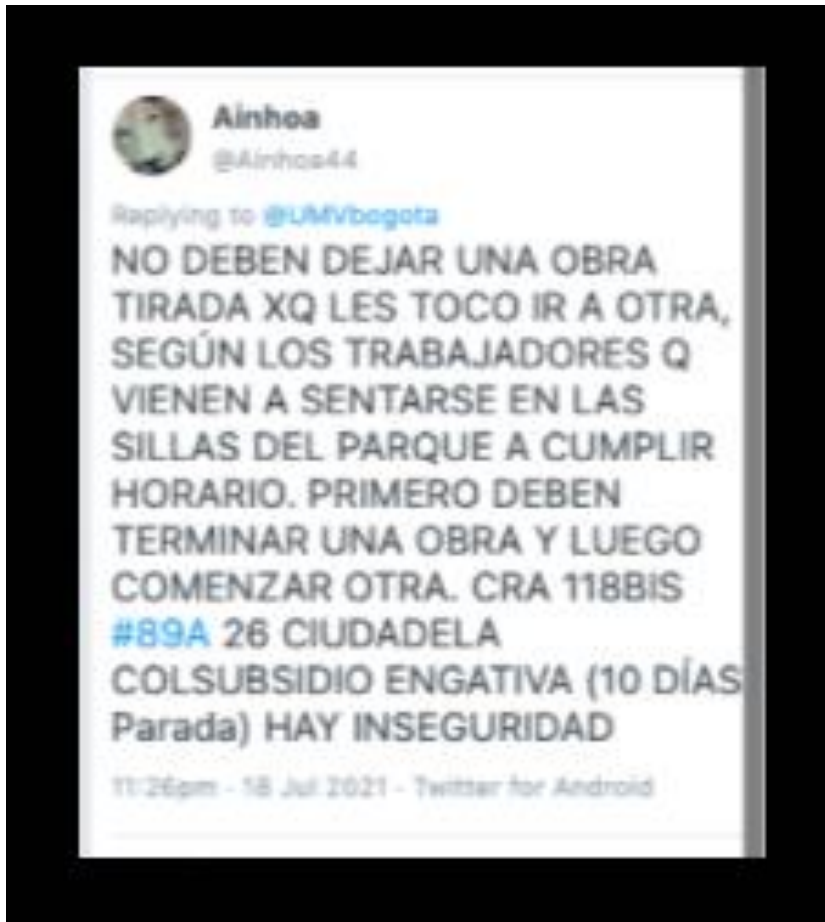 Ainhoa
@Ainhoa44
Replying to @UMVbogota
NO DEBEN DEJAR UNA OBRA
TIRADA XQ LES TOCO IR A OTRA,
SEGÚN LOS TRABAJADORES Q
VIENEN A SENTARSE EN LAS
SILLAS DEL PARQUE A CUMPLIR
HORARIO. PRIMERO DEBEN
TERMINAR UNA OBRA Y LUEGO
COMENZAR OTRA. CRA 118BIS
#89A 26 CIUDADELA
COLSUBSIDIO ENGATIVA (10 DÍAS
Parada) HAY INSEGURIDAD
11:26pm - 18 Jul 2021 - Twitter for Android